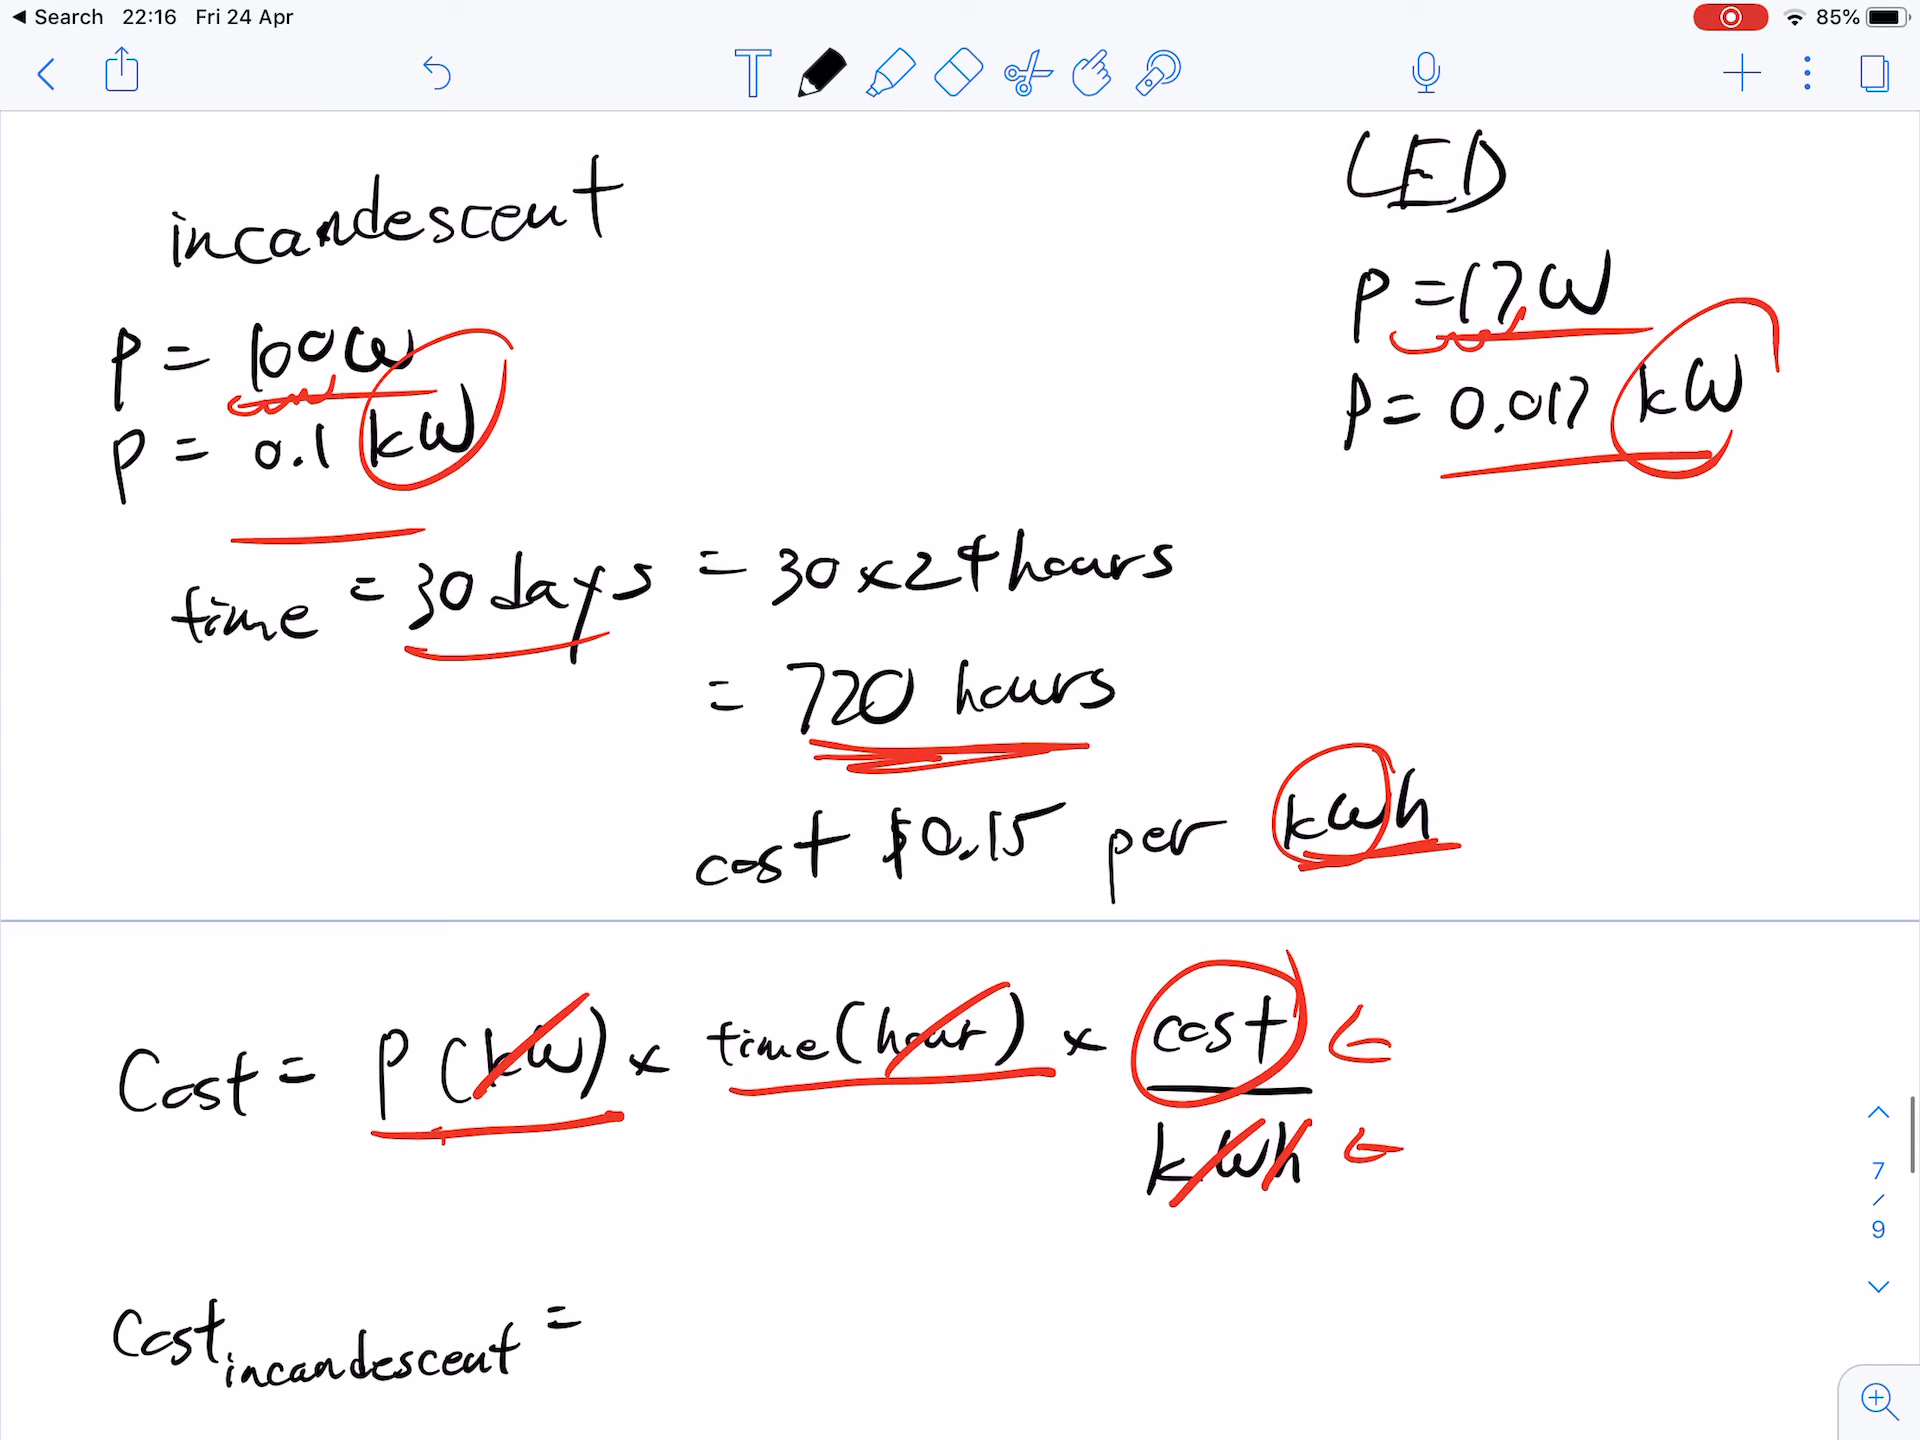 Search 22:16 Fri 24 Apr 85%
T
incandescent
LED
P = 100W
P = 17W
P = 0.1 kW
P = 0.017 kW
time = 30 days = 30x24 hours
= 720 hours
cost $0.15 per kWh
Cost = P (kW) x time (hour) x cost
kWh
7
/
9
Cost incandescent =